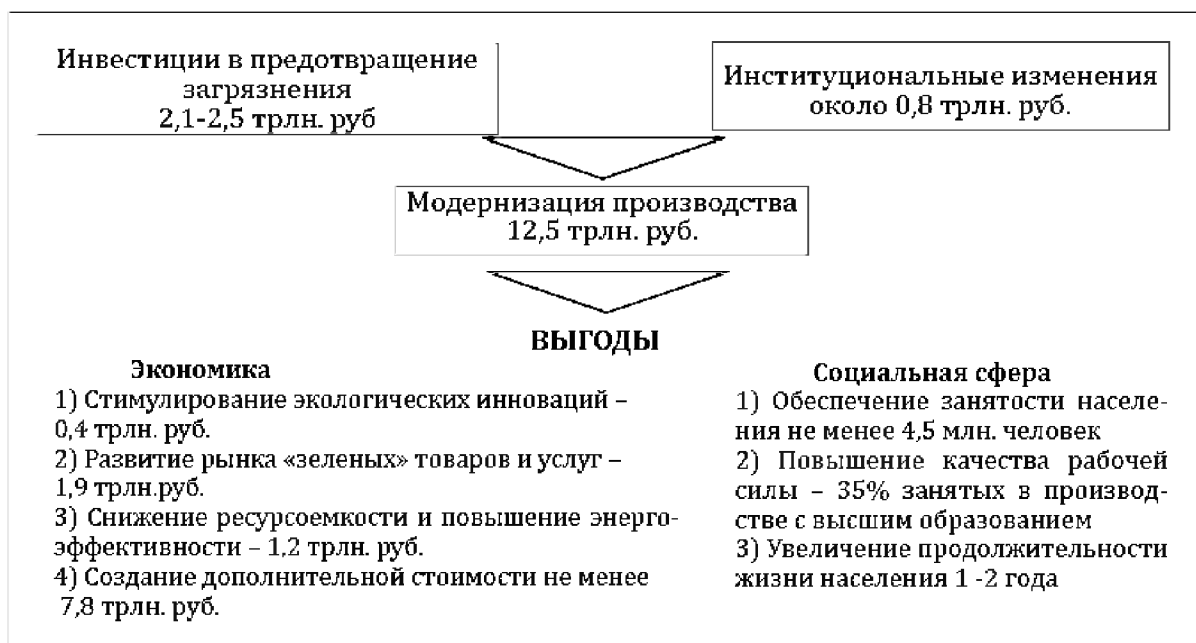 Инвестиции в предотвращение
загрязнения
2,1-2,5 трлн. руб
Институциональные изменения
около 0,8 трлн. руб.
Модернизация производства
12,5 трлн. руб.
ВЫГОДЫ
Экономика
1) Стимулирование экологических инноваций –
0,4 трлн. руб.
2) Развитие рынка «зеленых» товаров и услуг –
1,9 трлн.руб.
3) Снижение ресурсоемкости и повышение энерго-
эффективности – 1,2 трлн. руб.
4) Создание дополнительной стоимости не менее
7,8 трлн. руб.
Социальная сфера
1) Обеспечение занятости населе-
ния не менее 4,5 млн. человек
2) Повышение качества рабочей
силы – 35% занятых в производ-
стве с высшим образованием
3) Увеличение продолжительности
жизни населения 1 -2 года